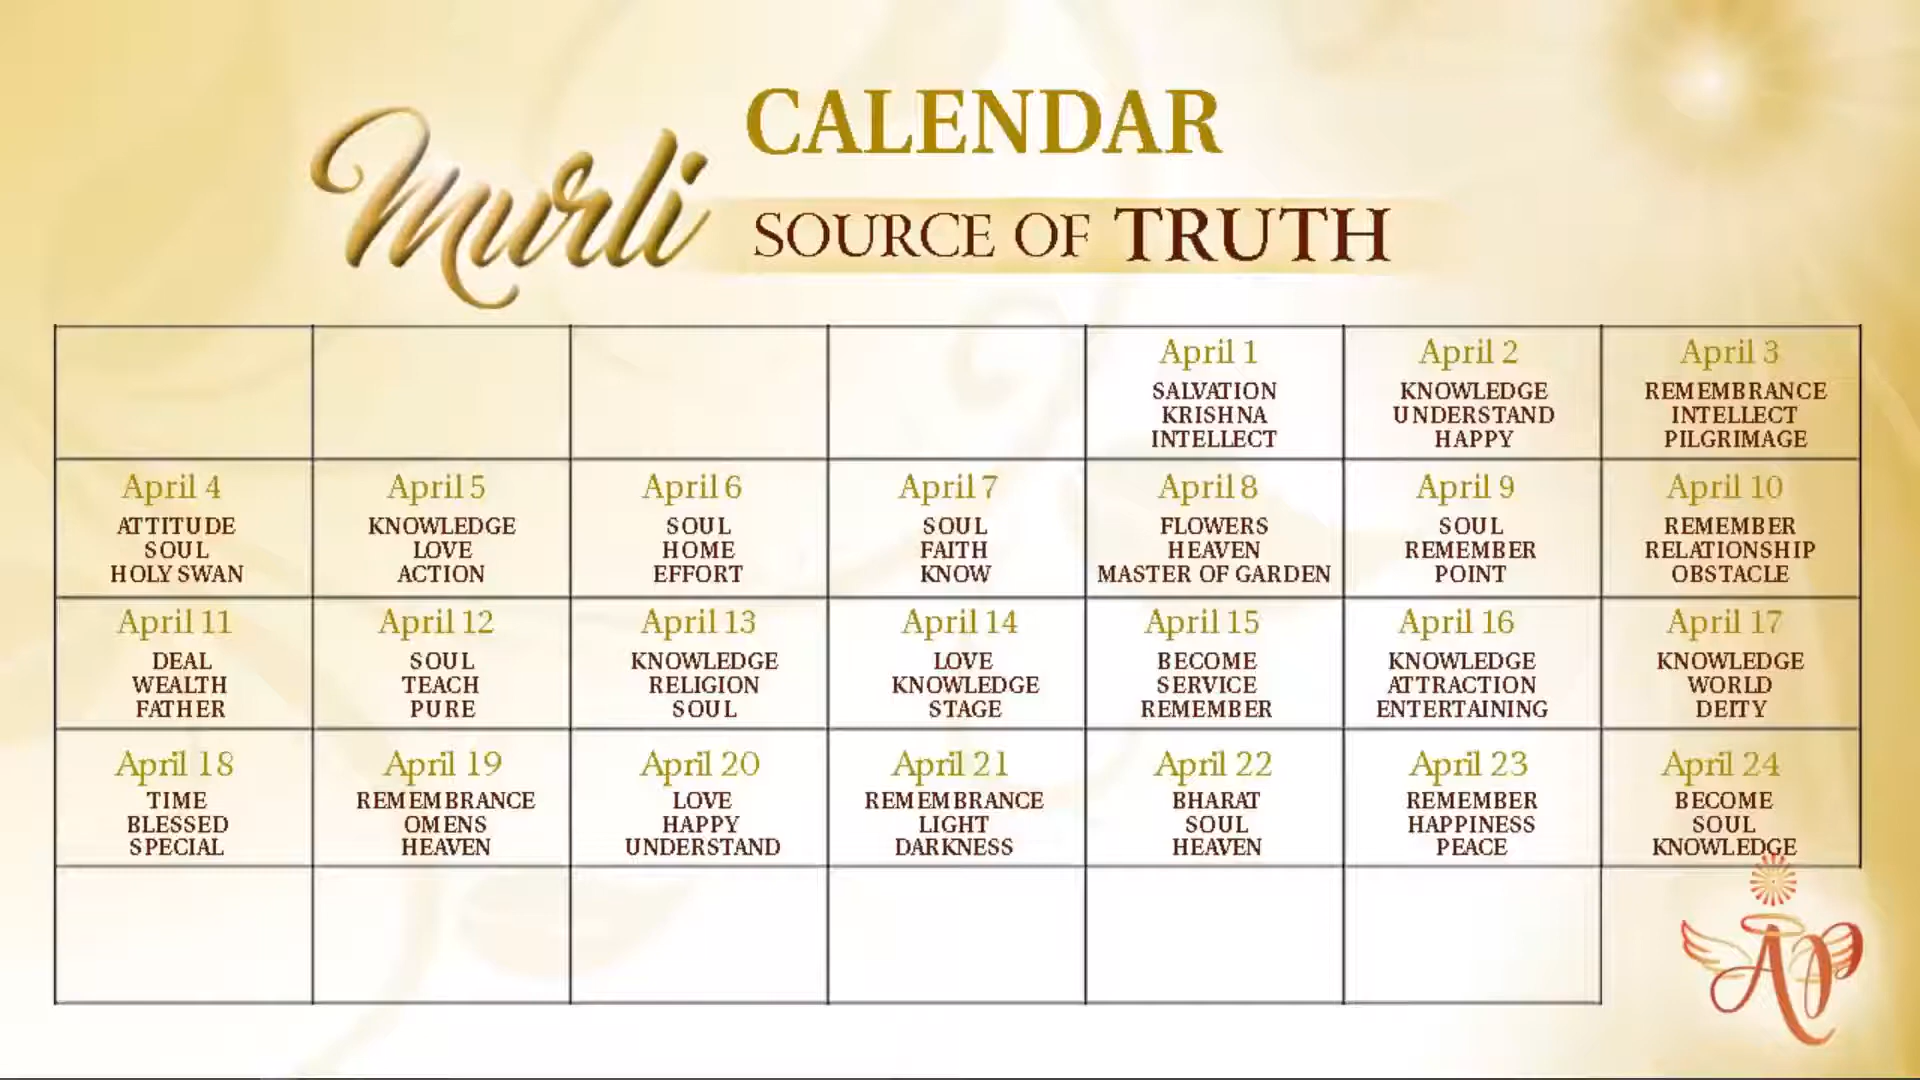 CALENDAR
Murli
SOURCE OF TRUTH
April 1
SALVATION
KRISHNA
INTELLECT
April 2
KNOWLEDGE
UNDERSTAND
HAPPY
April 3
REMEMBRANCE
INTELLECT
PILGRIMAGE
April 4
ATTITUDE
SOUL
HOLY SWAN
April 5
KNOWLEDGE
LOVE
ACTION
April 6
SOUL
HOME
EFFORT
April 7
SOUL
FAITH
KNOW
April 8
FLOWERS
HEAVEN
MASTER OF GARDEN
April 9
SOUL
REMEMBER
POINT
April 10
REMEMBER
RELATIONSHIP
OBSTACLE
April 11
DEAL
WEALTH
FATHER
April 12
SOUL
TEACH
PURE
April 13
KNOWLEDGE
RELIGION
SOUL
April 14
LOVE
KNOWLEDGE
STAGE
April 15
BECOME
SERVICE
REMEMBER
April 16
KNOWLEDGE
ATTRACTION
ENTERTAINING
April 17
KNOWLEDGE
WORLD
DEITY
April 18
TIME
BLESSED
SPECIAL
April 19
REMEMBRANCE
OMENS
HEAVEN
April 20
LOVE
HAPPY
UNDERSTAND
April 21
REMEMBRANCE
LIGHT
DARKNESS
April 22
BHARAT
SOUL
HEAVEN
April 23
REMEMBER
HAPPINESS
PEACE
April 24
BECOME
SOUL
KNOWLEDGE
AP